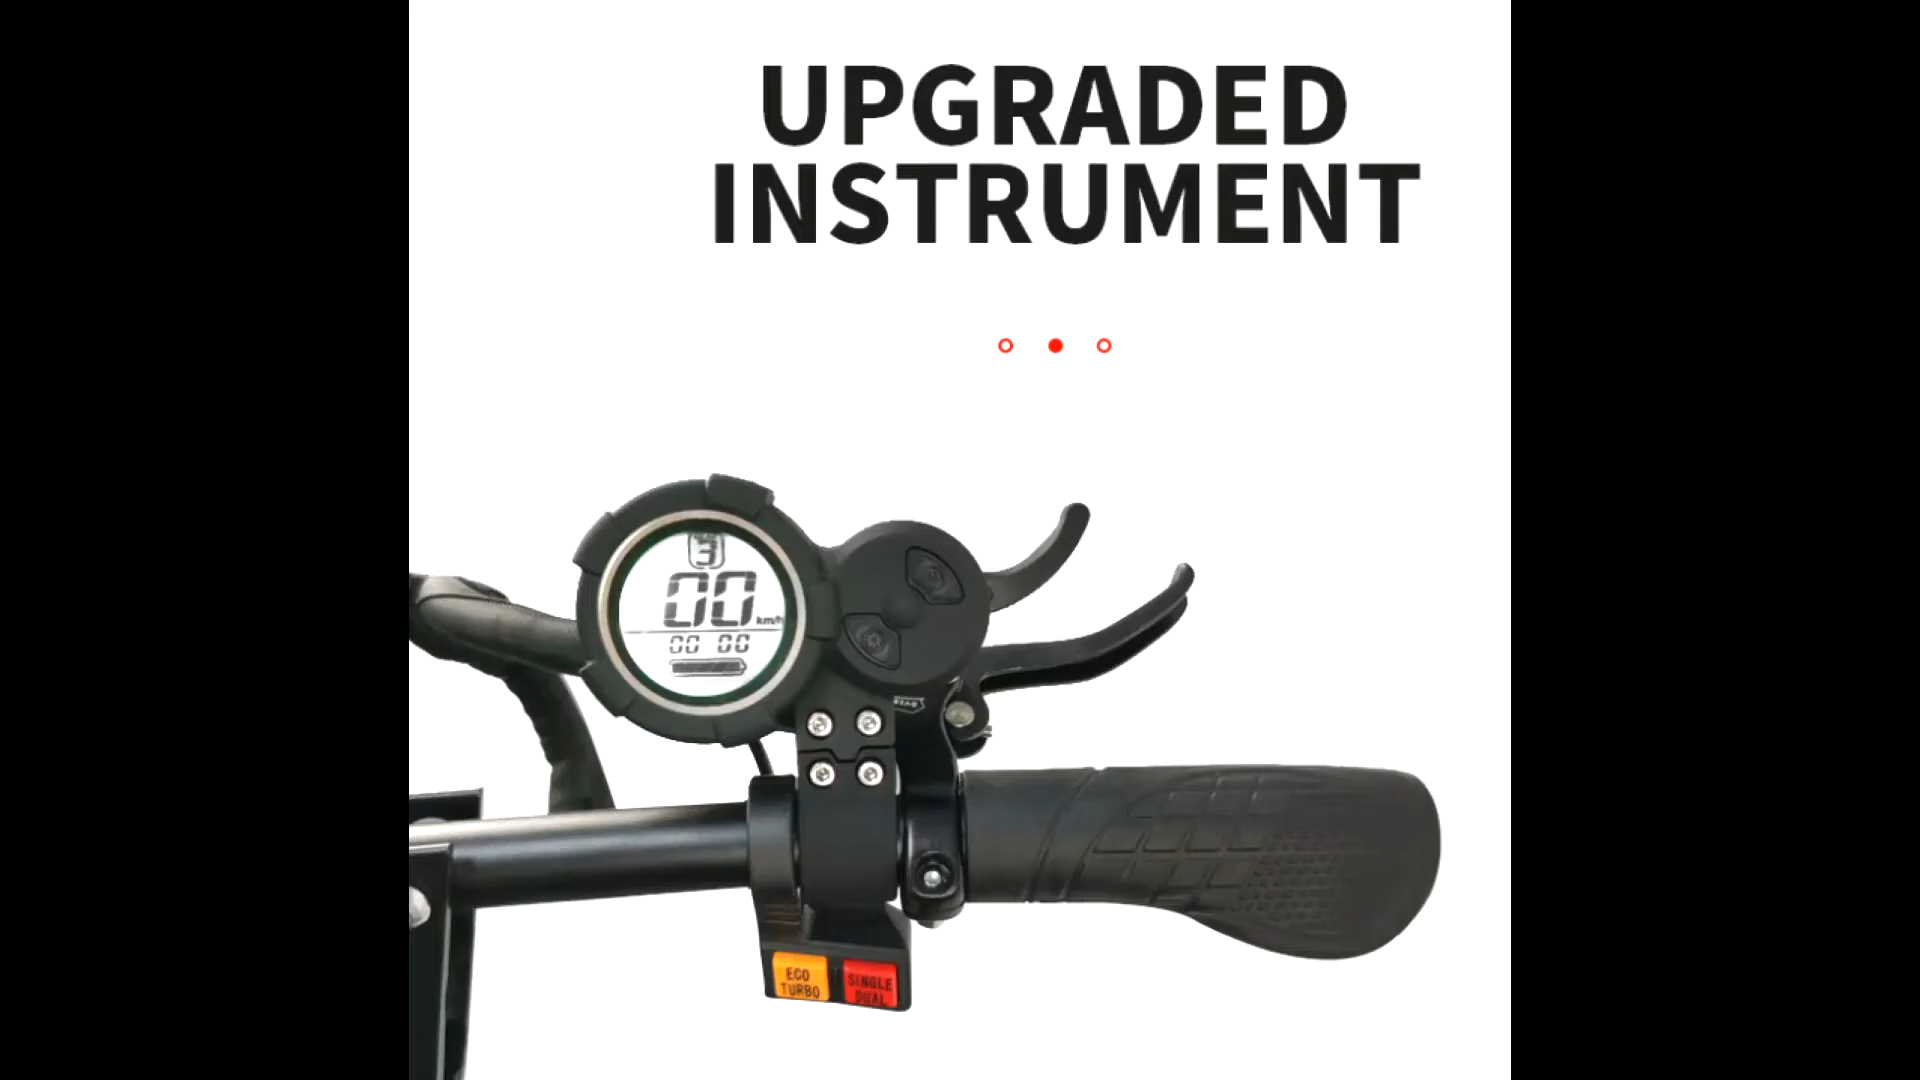 UPGRADED
INSTRUMENT
3
00 km/h
00 00
ECO
TURBO
SINGLE
DUAL